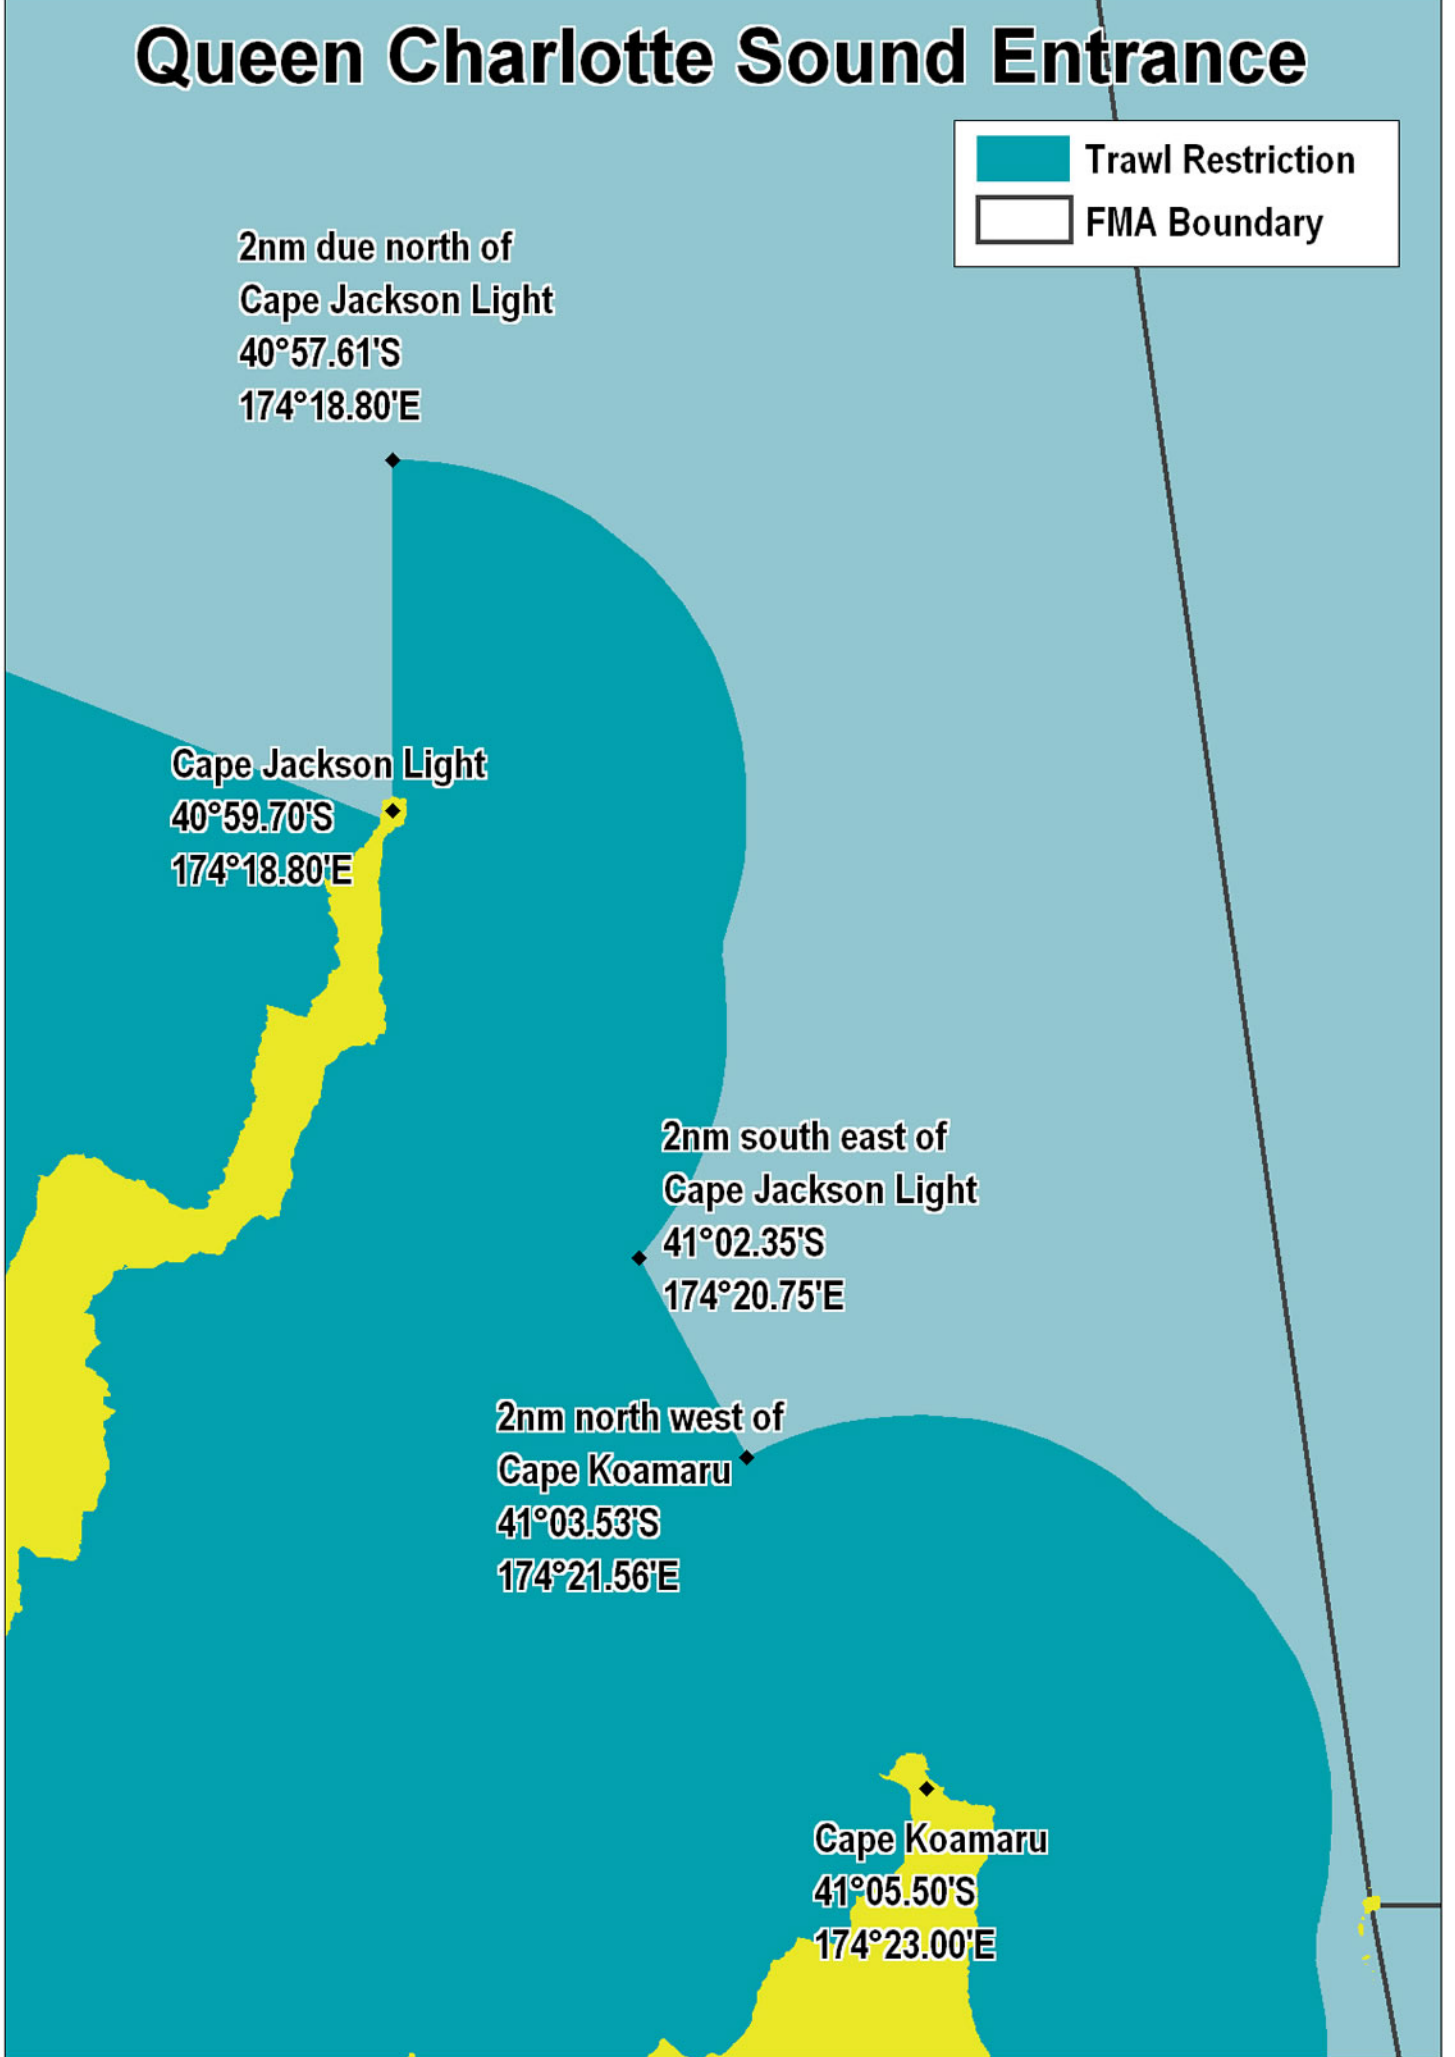 Queen Charlotte Sound Entrance
Trawl Restriction
FMA Boundary
2nm due north of
Cape Jackson Light
40°57.61'S
174°18.80'E
Cape Jackson Light
40°59.70'S
174°18.80'E
2nm south east of
Cape Jackson Light
41°02.35'S
174°20.75'E
2nm north west of
Cape Koamaru
41°03.53'S
174°21.56'E
Cape Koamaru
41°05.50'S
174°23.00'E